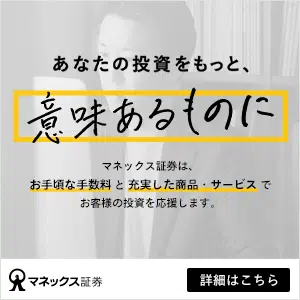 あなたの投資をもっと、
意味あるものに
マネックス証券は、
お手頃な手数料 と 充実した商品・サービス で
お客様の投資を応援します。
マネックス証券
詳細はこちら